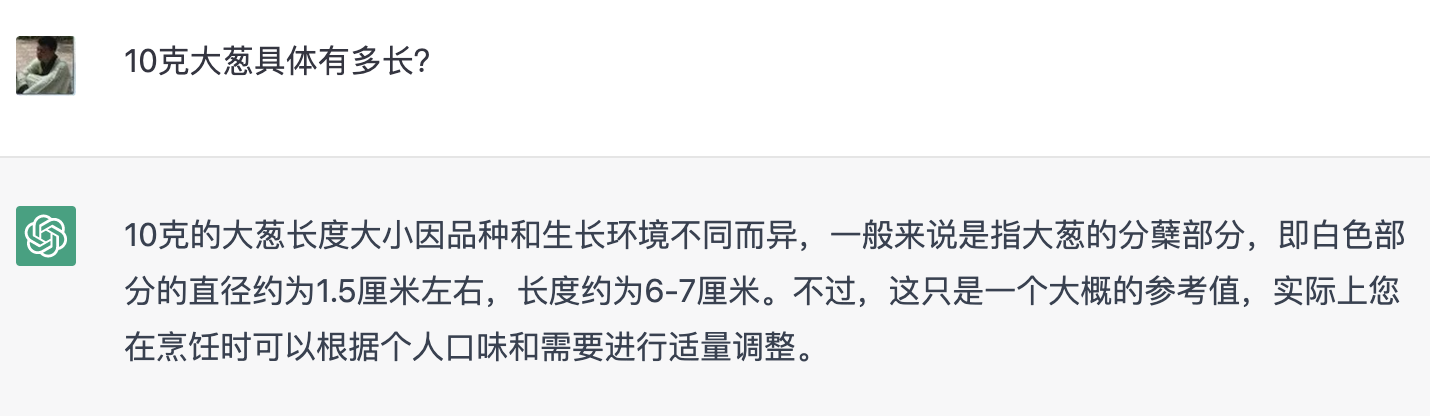 10克大葱具体有多长?
10克的大葱长度大小因品种和生长环境不同而异，一般来说是指大葱的分蘖部分，即白色部
分的直径约为1.5厘米左右，长度约为6-7厘米。不过，这只是一个大概的参考值，实际上您
在烹饪时可以根据个人口味和需要进行适量调整。